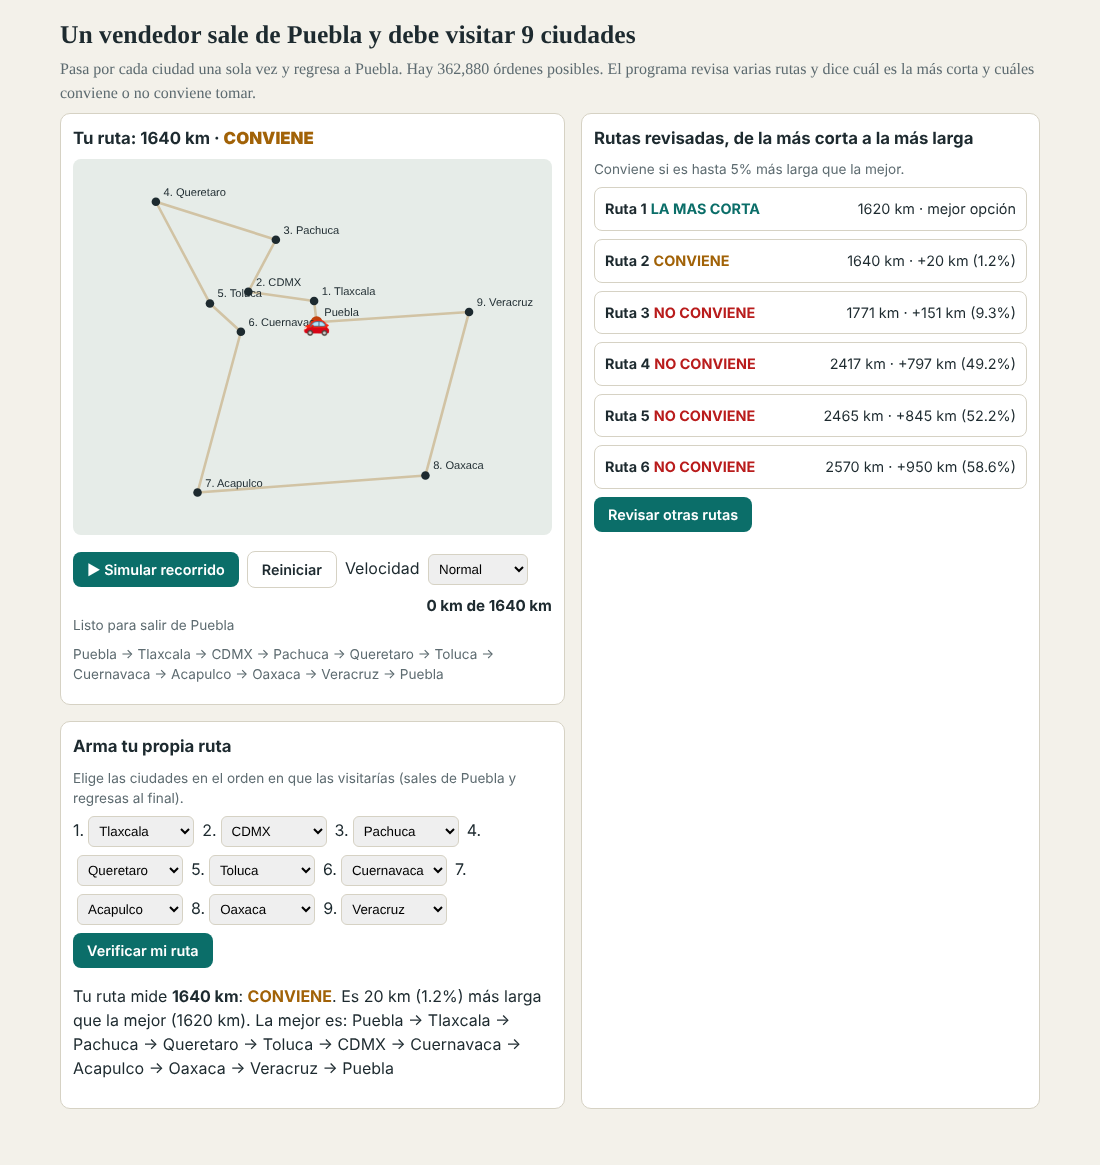 Un vendedor sale de Puebla y debe visitar 9 ciudades
Pasa por cada ciudad una sola vez y regresa a Puebla. Hay 362,880 órdenes posibles. El programa revisa varias rutas y dice cuál es la más corta y cuáles
conviene o no conviene tomar.
Tu ruta: 1640 km · CONVIENE
4. Queretaro
3. Pachuca
2. CDMX
5. Toluca
1. Tlaxcala
9. Veracruz
Puebla
6. Cuernava
8. Oaxaca
7. Acapulco
▶ Simular recorrido
Reiniciar
Velocidad
Normal
0 km de 1640 km
Listo para salir de Puebla
Puebla → Tlaxcala → CDMX → Pachuca → Queretaro → Toluca →
Cuernavaca → Acapulco → Oaxaca → Veracruz → Puebla
Arma tu propia ruta
Elige las ciudades en el orden en que las visitarías (sales de Puebla y
regresas al final).
1. Tlaxcala 2. CDMX 3. Pachuca 4.
Queretaro 5. Toluca 6. Cuernavaca 7.
Acapulco 8. Oaxaca 9. Veracruz
Verificar mi ruta
Tu ruta mide 1640 km: CONVIENE. Es 20 km (1.2%) más larga
que la mejor (1620 km). La mejor es: Puebla → Tlaxcala →
Pachuca → Queretaro → Toluca → CDMX → Cuernavaca →
Acapulco → Oaxaca → Veracruz → Puebla
Rutas revisadas, de la más corta a la más larga
Conviene si es hasta 5% más larga que la mejor.
Ruta 1 LA MAS CORTA 1620 km · mejor opción
Ruta 2 CONVIENE 1640 km · +20 km (1.2%)
Ruta 3 NO CONVIENE 1771 km · +151 km (9.3%)
Ruta 4 NO CONVIENE 2417 km · +797 km (49.2%)
Ruta 5 NO CONVIENE 2465 km · +845 km (52.2%)
Ruta 6 NO CONVIENE 2570 km · +950 km (58.6%)
Revisar otras rutas